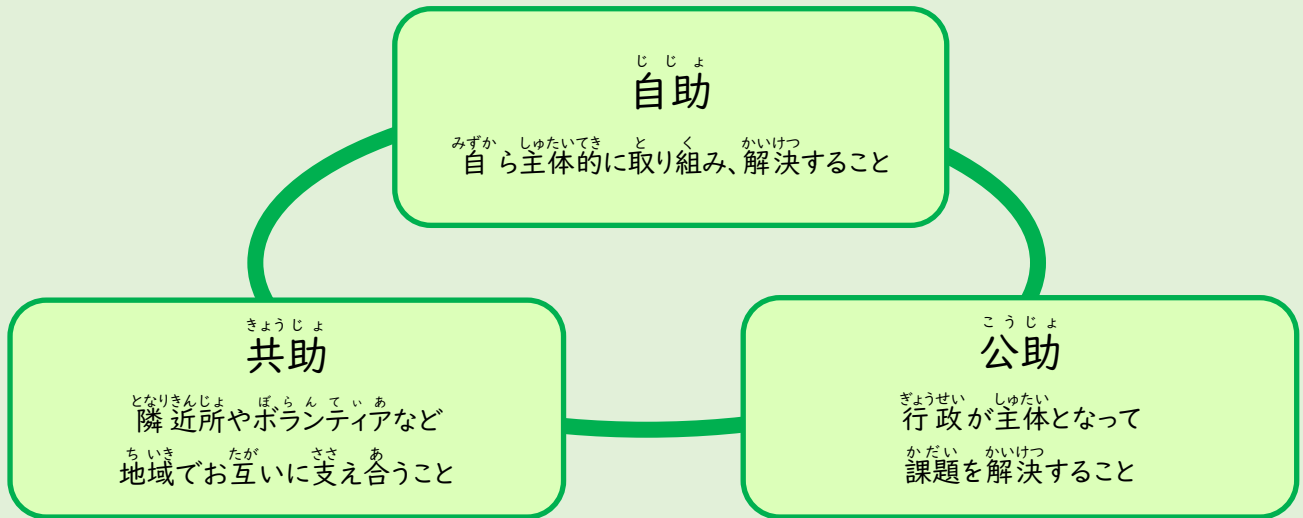 じじょ
自助
みずか しゅたいてき と く かいけつ
自ら主体的に取り組み、解決すること
きょうじょ
共助
となりきんじょ ぼらんてぃあ
隣近所やボランティアなど
ちいき たが ささ あ
地域でお互いに支え合うこと
こうじょ
公助
ぎょうせい しゅたい
行政が主体となって
かだい かいけつ
課題を解決すること